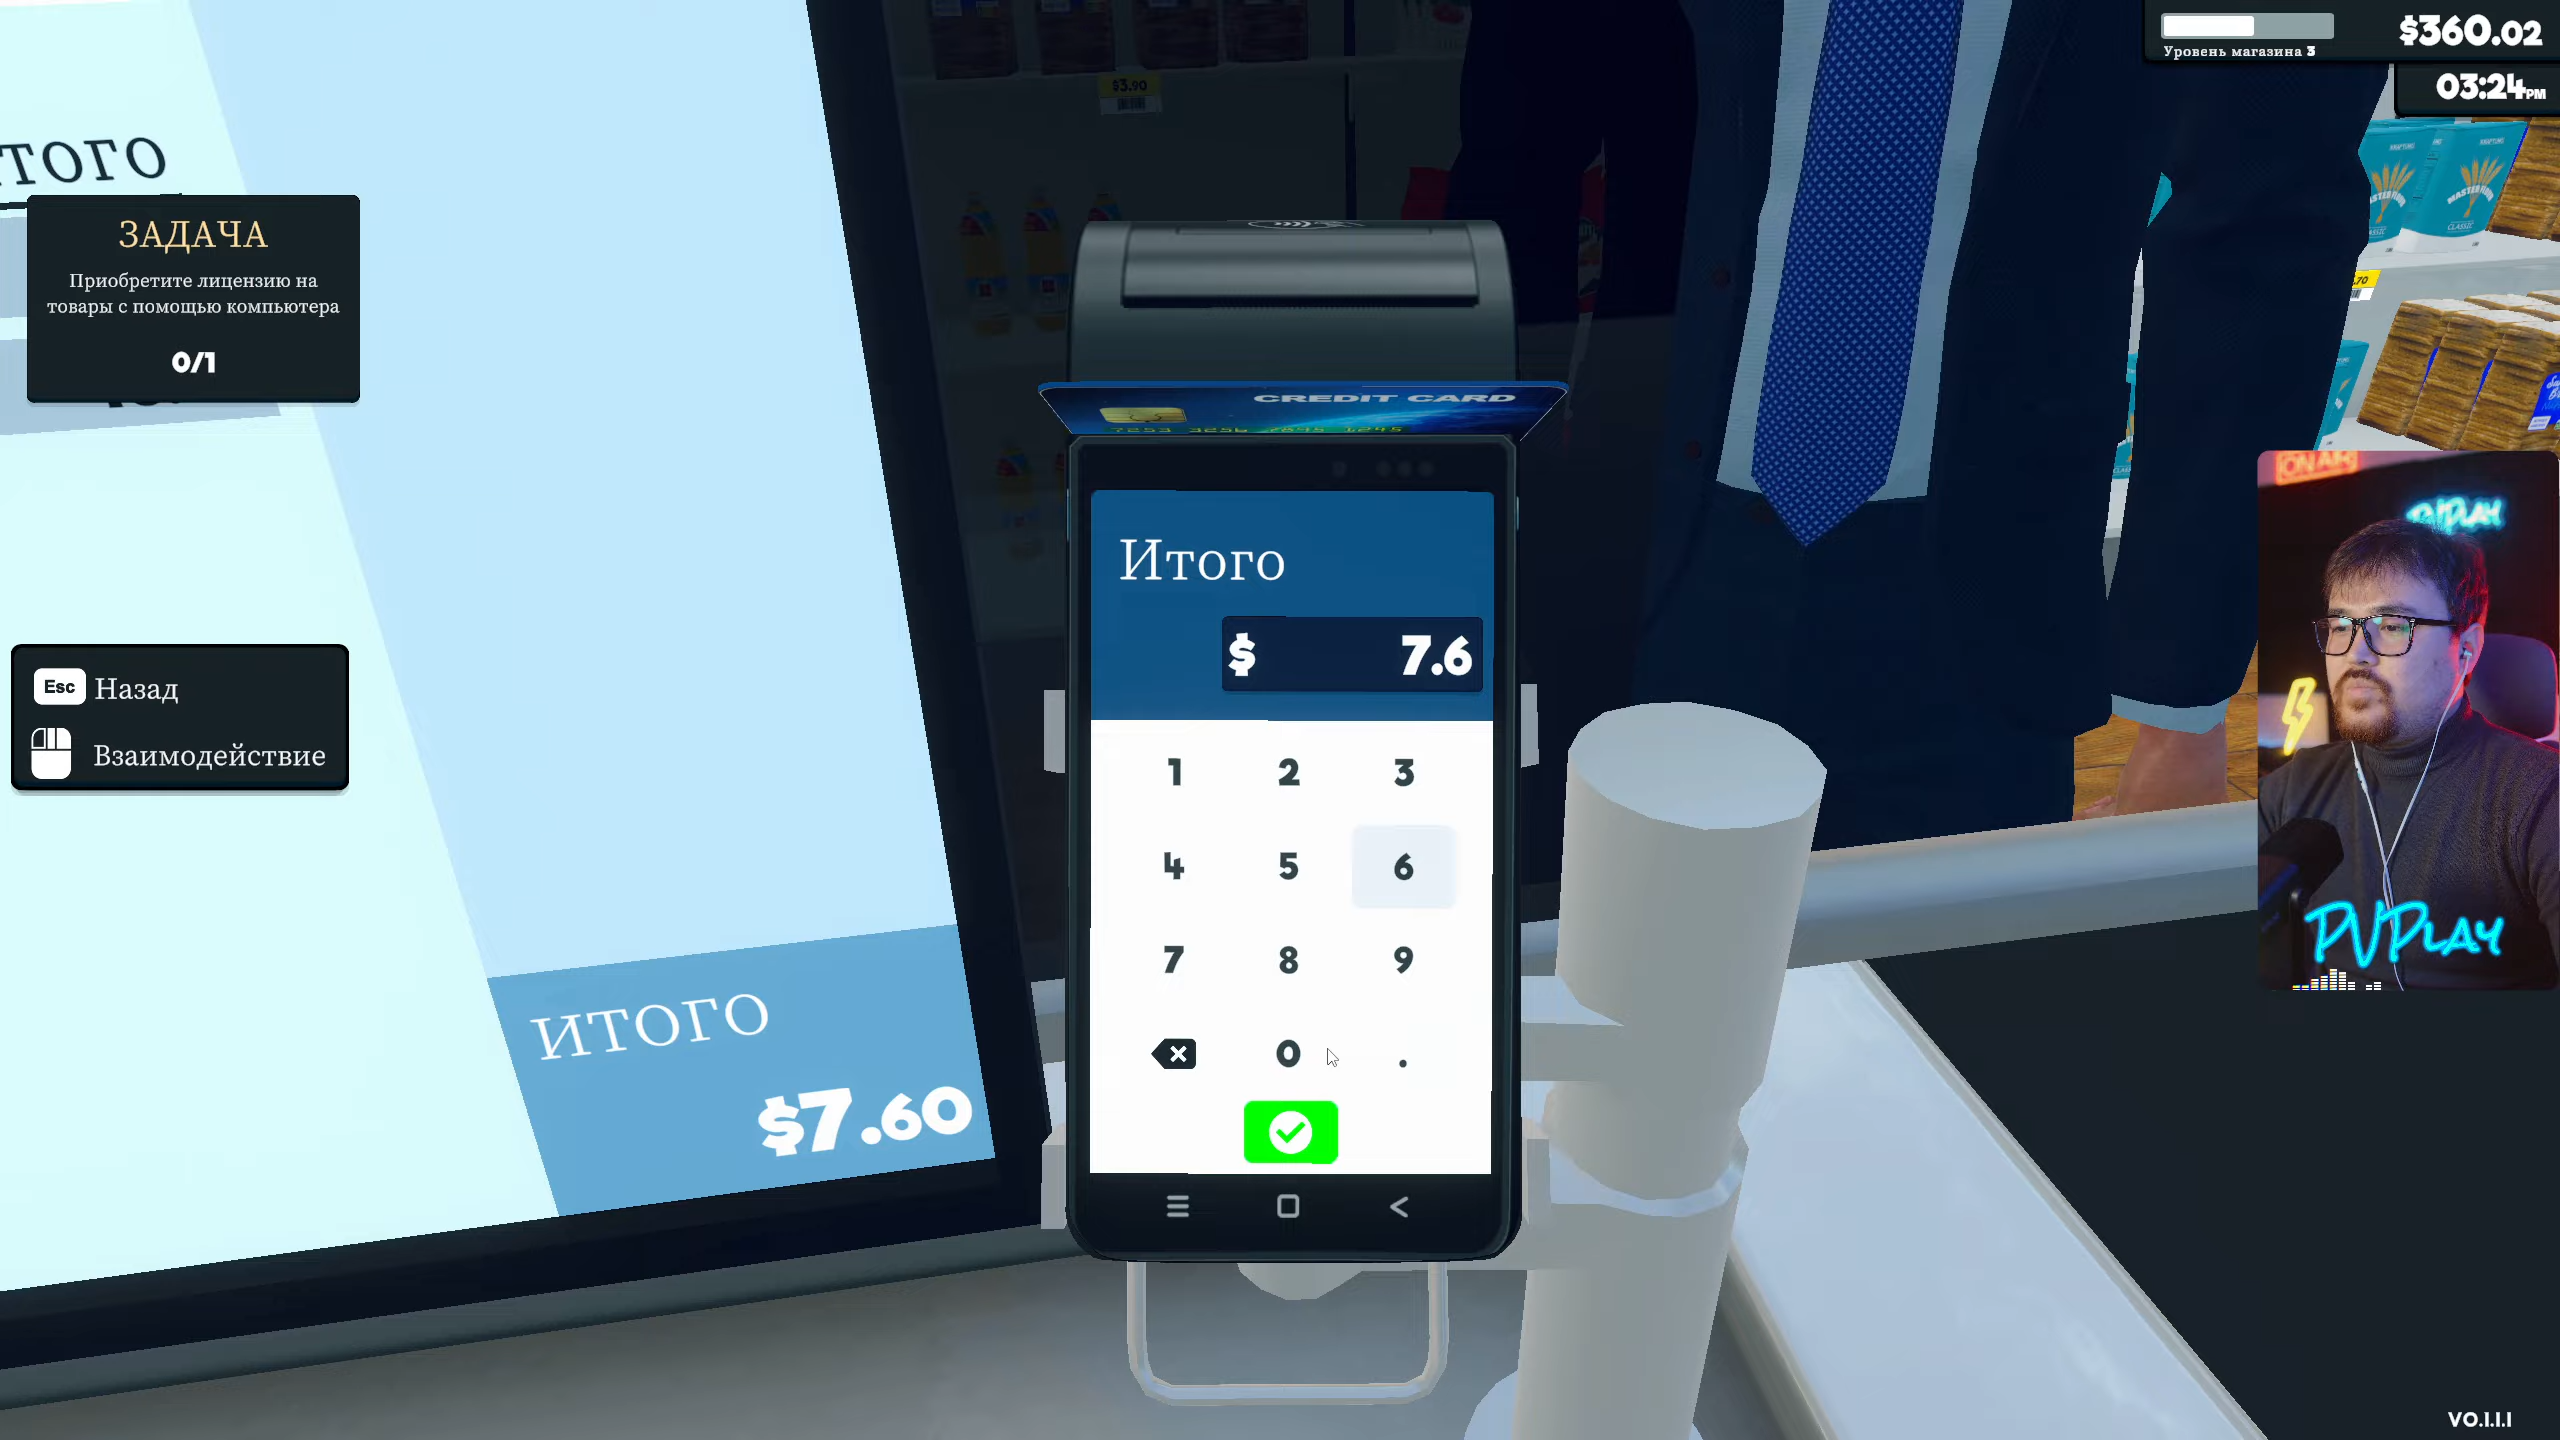 $360.02
Уровень магазина 3
03:24PM
$3.90
ЗАДАЧА
Приобретите лицензию на
товары с помощью компьютера
0/1
CREDIT CARD
ON AIR
PVPLAY
Итого
$ 7.6
Esc Назад
Взаимодействие
1 2 3
4 5 6
7 8 9
0 .
ИТОГО
$7.60
PVPLAY
V0.1.1.1